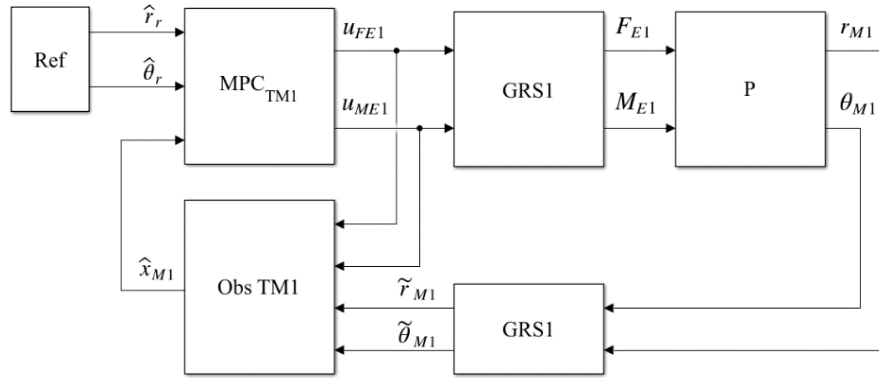 Ref
r̂_r
θ̂_r
MPC_TM1
u_FE1
u_ME1
GRS1
F_E1
M_E1
P
r_M1
θ_M1
x̂_M1
Obs TM1
r̃_M1
θ̃_M1
GRS1